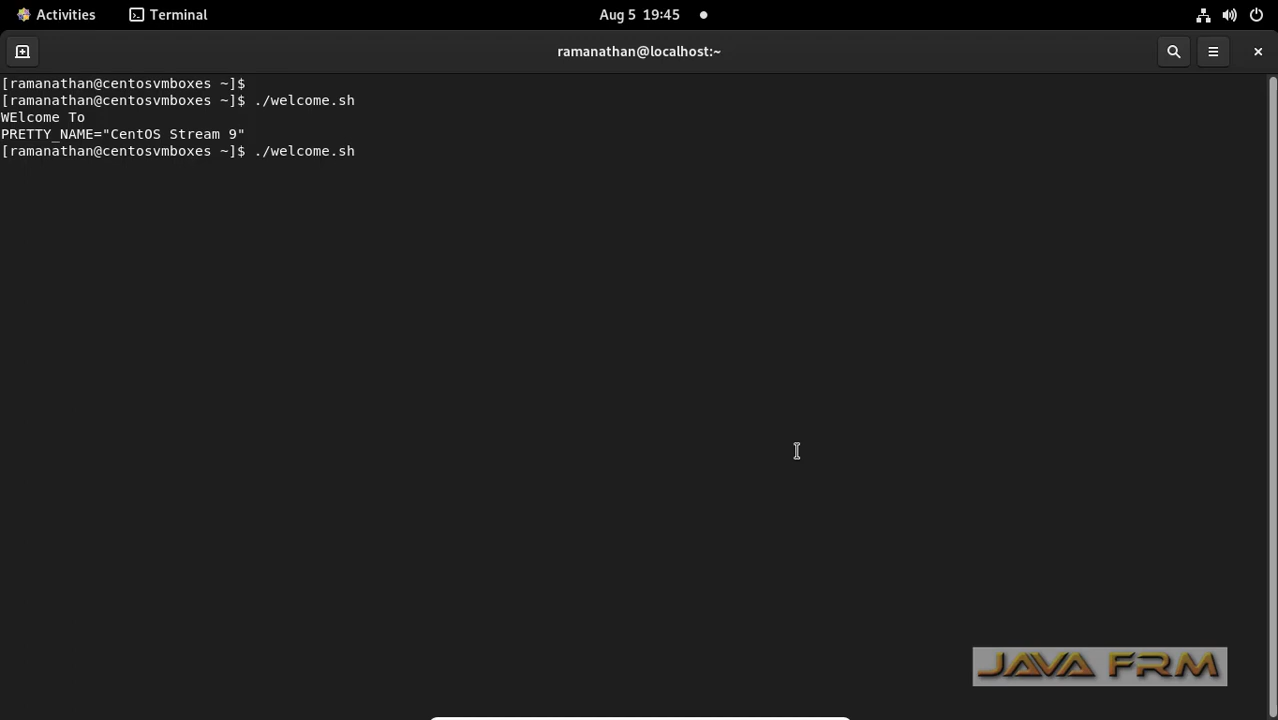 Activities Terminal Aug 5 19:45
ramanathan@localhost:~
[ramanathan@centosvmboxes ~]$
[ramanathan@centosvmboxes ~]$ ./welcome.sh
WElcome To
PRETTY_NAME="CentOS Stream 9"
[ramanathan@centosvmboxes ~]$ ./welcome.sh
JAVA FRM